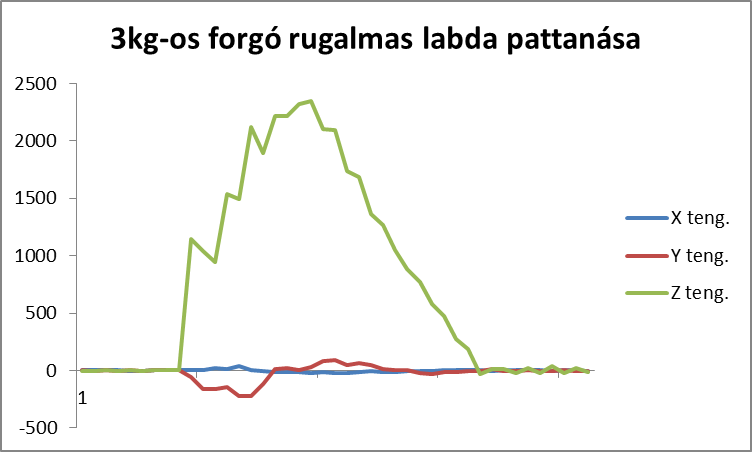 3kg-os forgó rugalmas labda pattanása
2500
2000
1500
1000
500
0
-500
1
X teng.
Y teng.
Z teng.